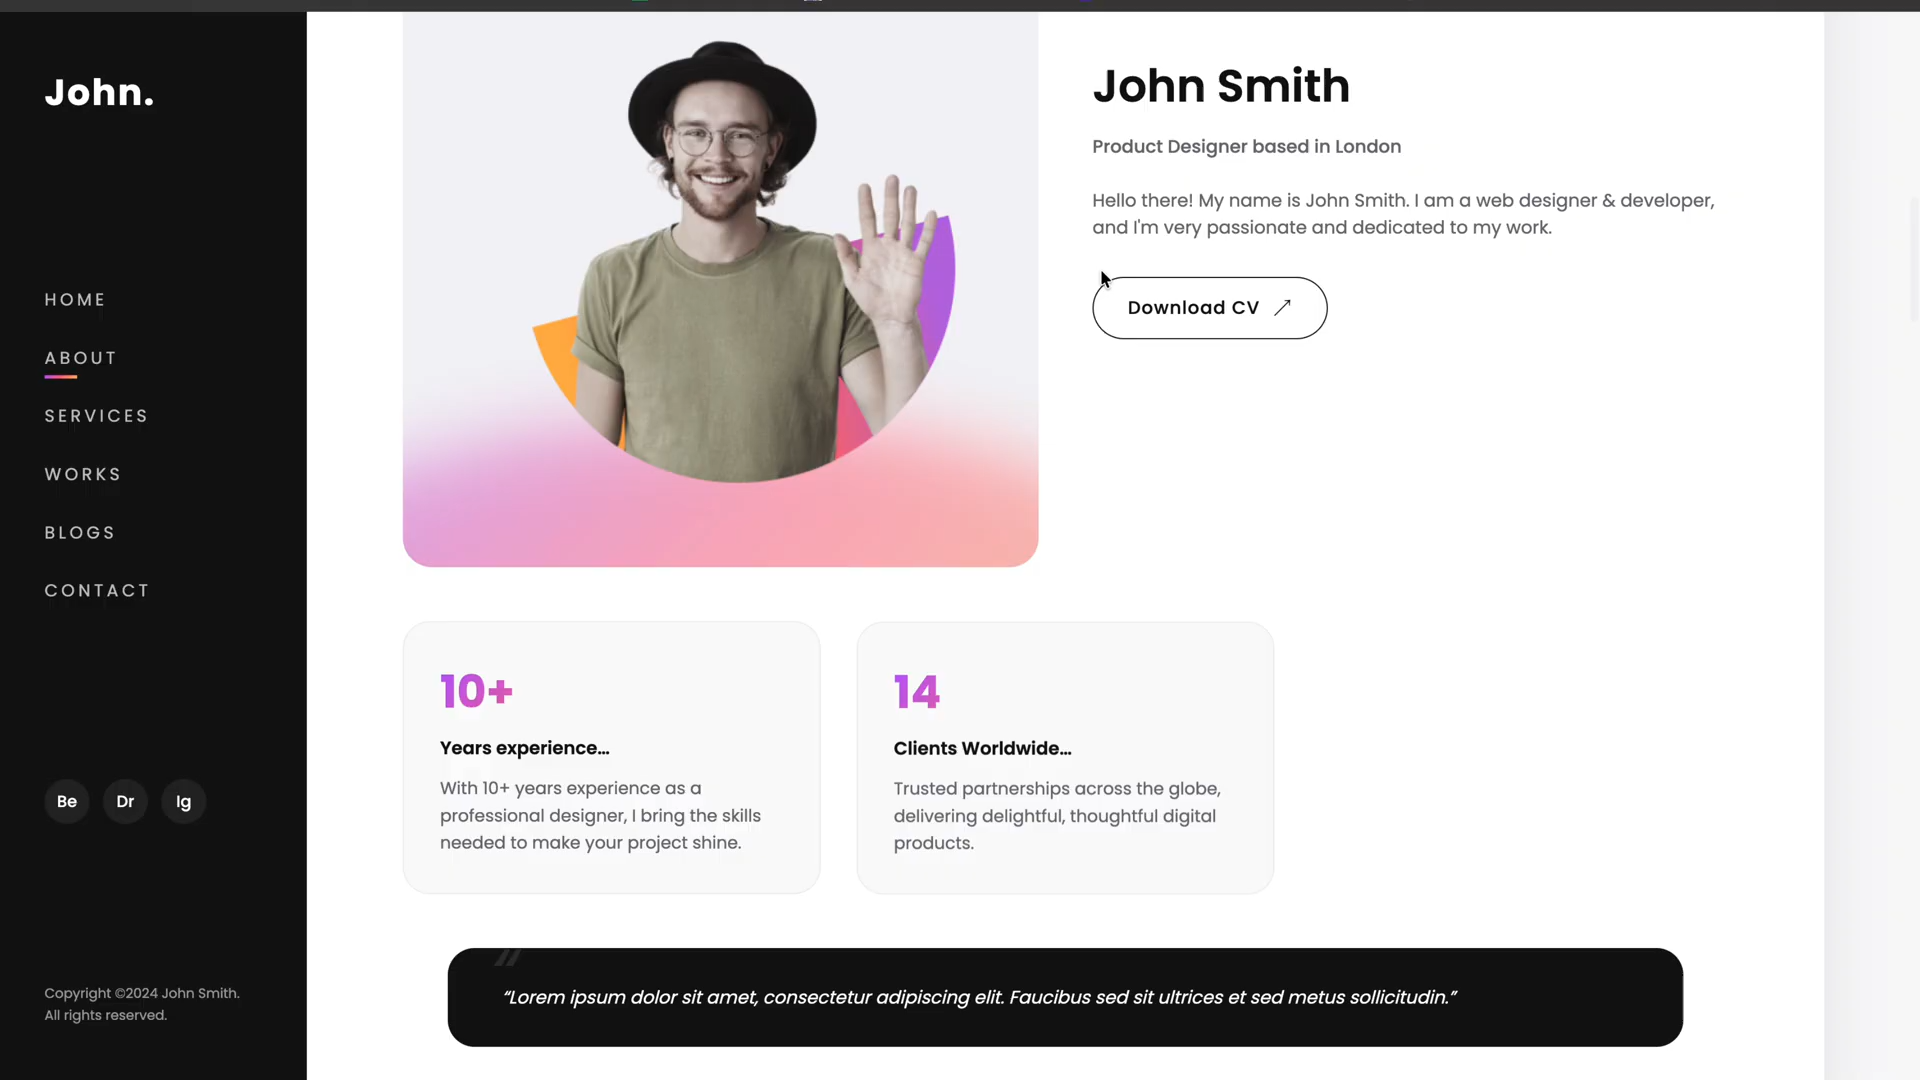 John.
HOME
ABOUT
SERVICES
WORKS
BLOGS
CONTACT
Be Dr Ig
Copyright ©2024 John Smith.
All rights reserved.
John Smith
Product Designer based in London
Hello there! My name is John Smith. I am a web designer & developer,
and I'm very passionate and dedicated to my work.
Download CV
10+
Years experience...
With 10+ years experience as a
professional designer, I bring the skills
needed to make your project shine.
14
Clients Worldwide...
Trusted partnerships across the globe,
delivering delightful, thoughtful digital
products.
“Lorem ipsum dolor sit amet, consectetur adipiscing elit. Faucibus sed sit ultrices et sed metus sollicitudin.”